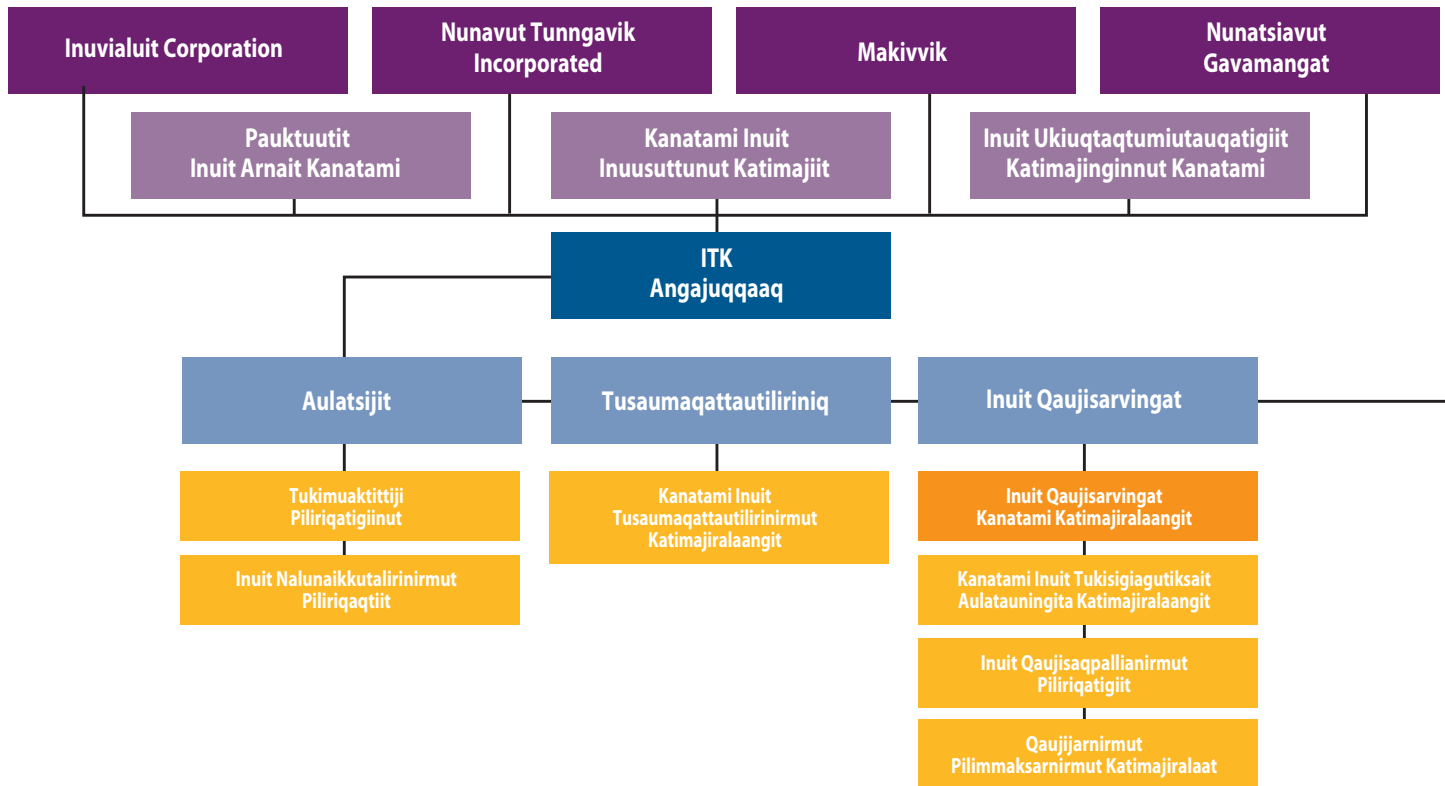 Inuvialuit Corporation
Nunavut Tunngavik
Incorporated
Makivvik
Nunatsiavut
Gavamangat
Pauktuutit
Inuit Arnait Kanatami
Kanatami Inuit
Inuusuttunut Katimajiit
Inuit Ukiuqtaqtumiutauqatigiit
Katimajinginnut Kanatami
ITK
Angajuqqaaq
Aulatsijit
Tusaumaqattautiliriniq
Inuit Qaujisarvingat
Tukimuaktittiji
Piliriqatigiinut
Inuit Nalunaikkutalirinirmut
Piliriqaqtiit
Kanatami Inuit
Tusaumaqattautilirinirmut
Katimajiralaangit
Inuit Qaujisarvingat
Kanatami Katimajiralaangit
Kanatami Inuit Tukisigiagutiksait
Aulatauningita Katimajiralaangit
Inuit Qaujisaqpallianirmut
Piliriqatigiit
Qaujijarnirmut
Pilimmaksarnirmut Katimajiralaat